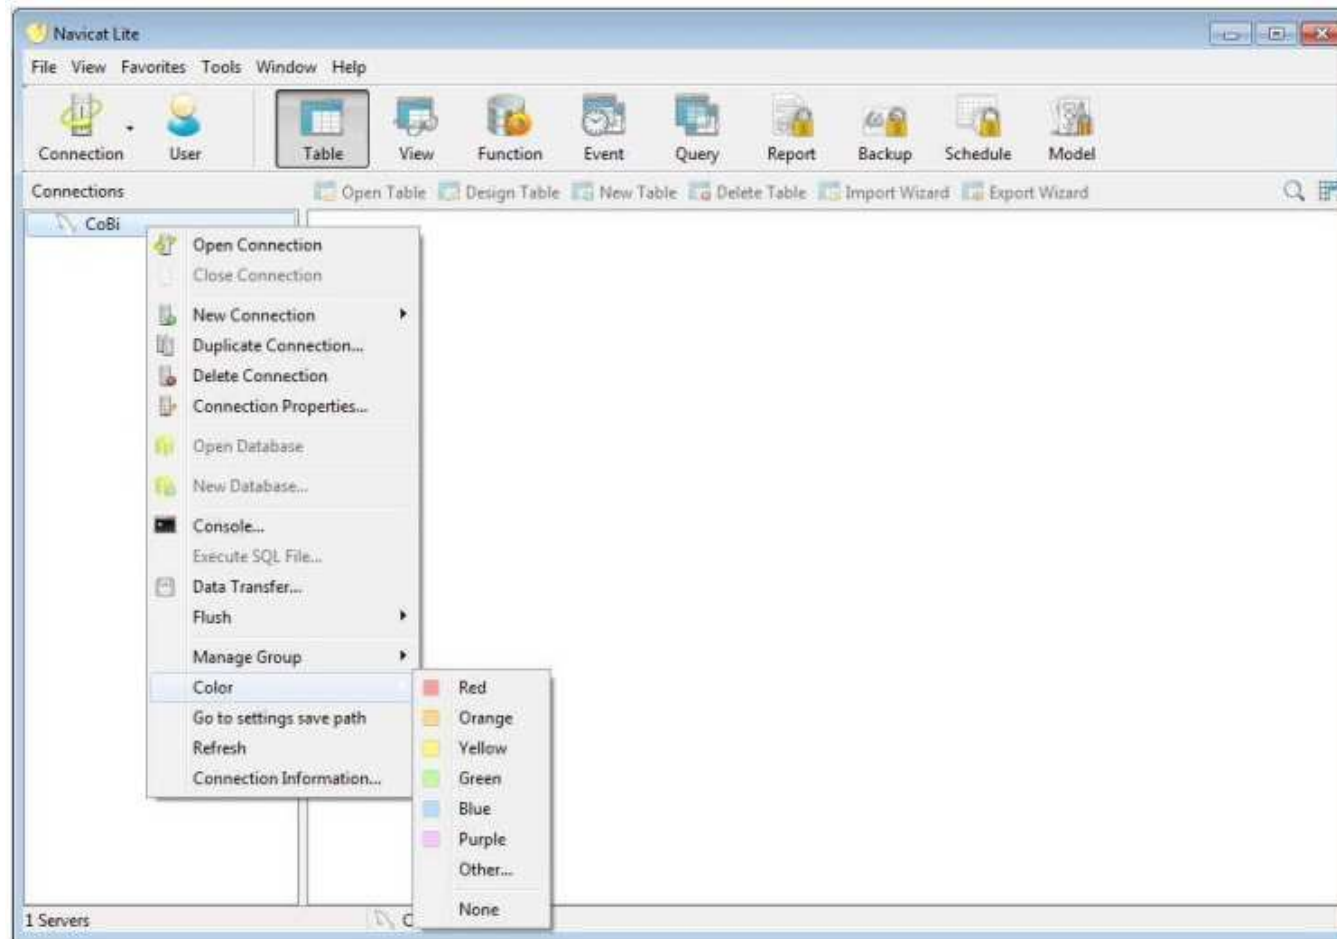 Navicat Lite
File View Favorites Tools Window Help
Connection User Table View Function Event Query Report Backup Schedule Model
Connections Open Table Design Table New Table Delete Table Import Wizard Export Wizard
CoBi
Open Connection
Close Connection
New Connection
Duplicate Connection...
Delete Connection
Connection Properties...
Open Database
New Database...
Console...
Execute SQL File...
Data Transfer...
Flush
Manage Group
Color
Go to settings save path
Refresh
Connection Information...
Red
Orange
Yellow
Green
Blue
Purple
Other...
None
1 Servers